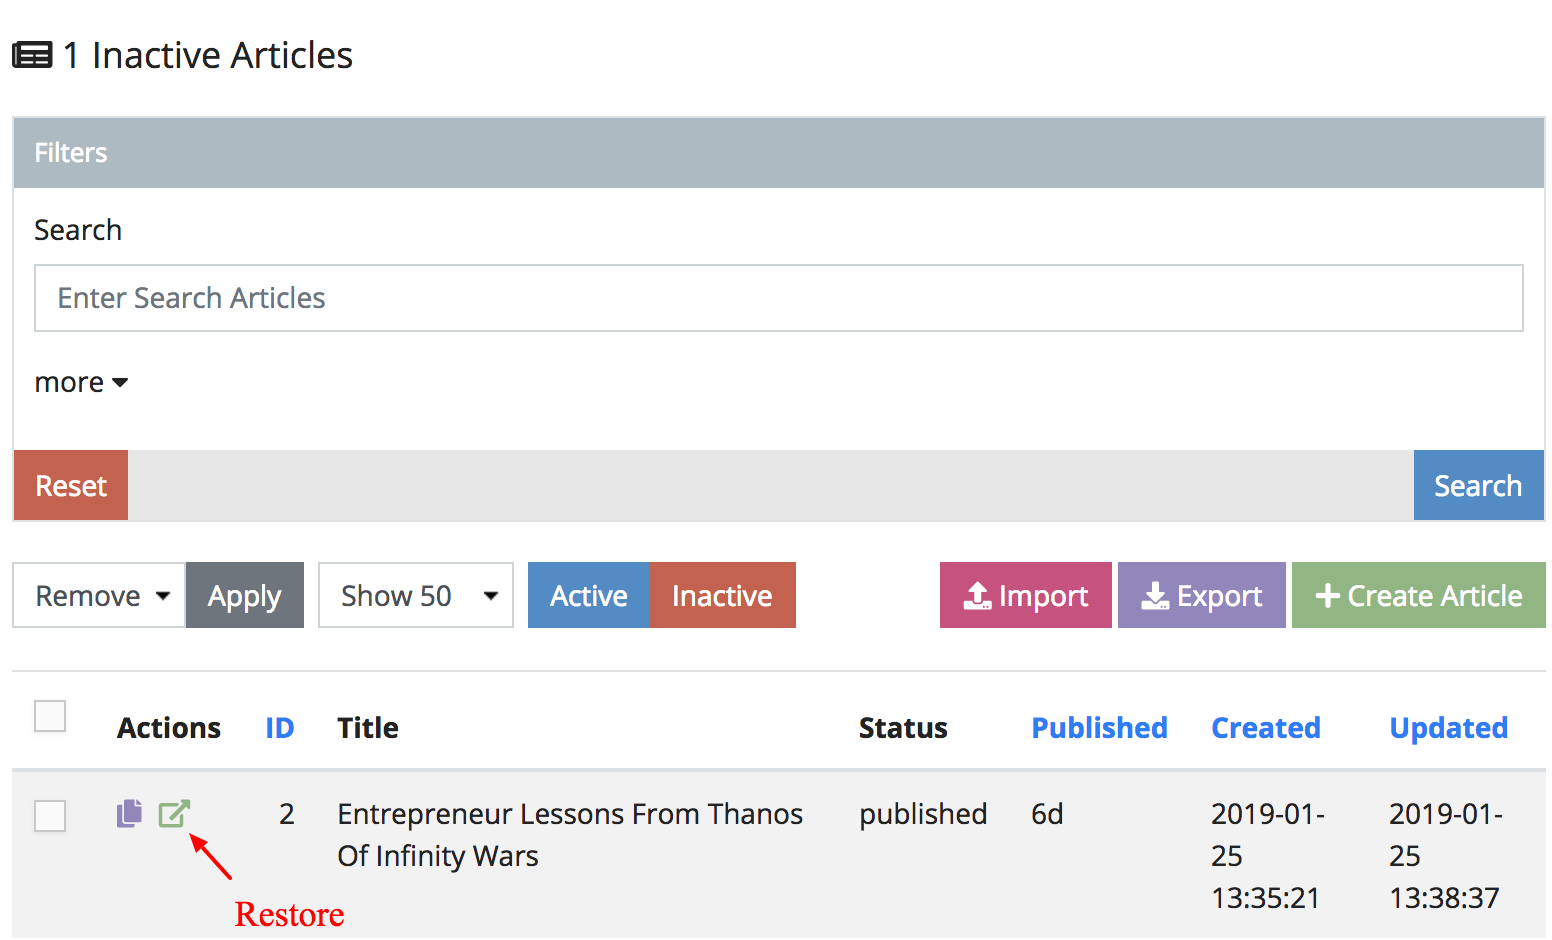 1 Inactive Articles
Filters
Search
Enter Search Articles
more
Reset Search
Remove Apply Show 50 Active Inactive Import Export Create Article
Actions ID Title Status Published Created Updated
2 Entrepreneur Lessons From Thanos published 6d 2019-01- 2019-01-
Of Infinity Wars 25 25
13:35:21 13:38:37
Restore